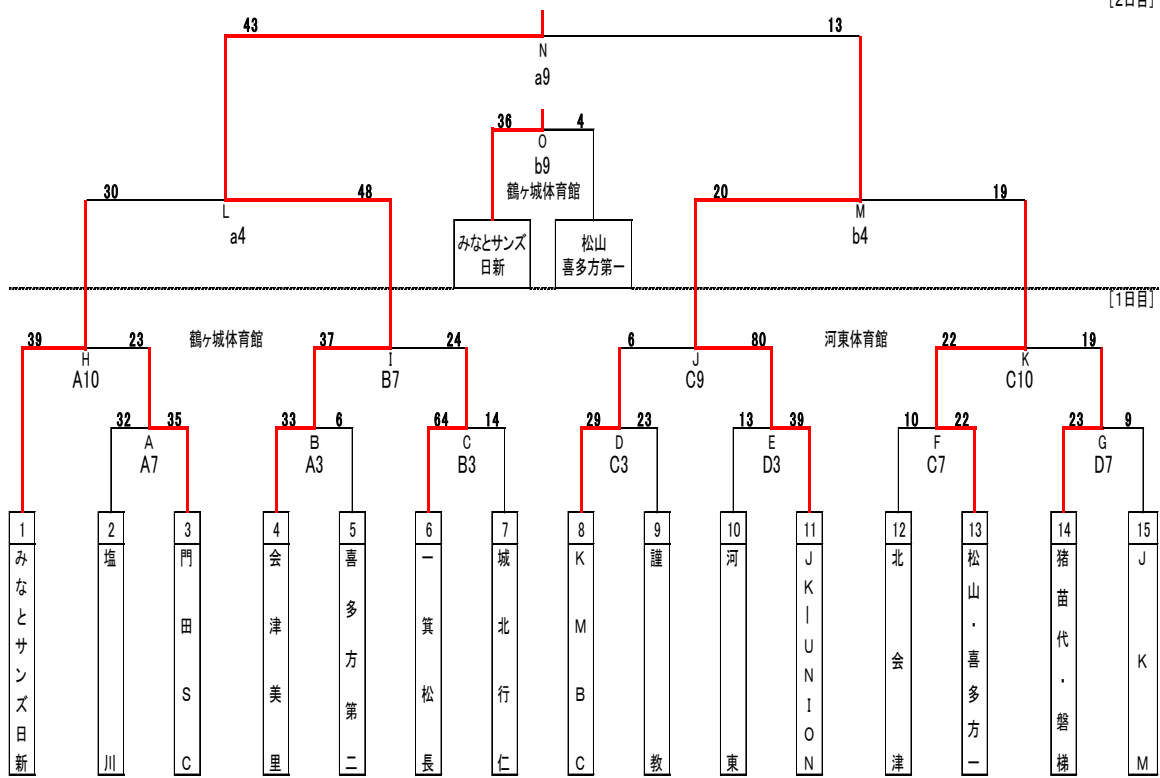 [2日目]
43 13
N
a9
36 4
O
b9
鶴ヶ城体育館
30 48 20 19
L M
a4 b4
みなとサンズ
日新
松山
喜多方第一
[1日目]
鶴ヶ城体育館 河東体育館
39 23 37 24 6 80 22 19
H I J K
A10 B7 C9 C10
32 35 33 6 64 14 29 23 13 39 10 22 23 9
A B C D E F G
A7 A3 B3 C3 D3 C7 D7
1 2 3 4 5 6 7 8 9 10 11 12 13 14 15
みなとサンズ日新
塩川
門田SC
会津美里
喜多方第二
一箕松長
城北行仁
KMBC
謹教
河東
JK|UNION
北会津
松山・喜多方一
猪苗代・磐梯
JKM